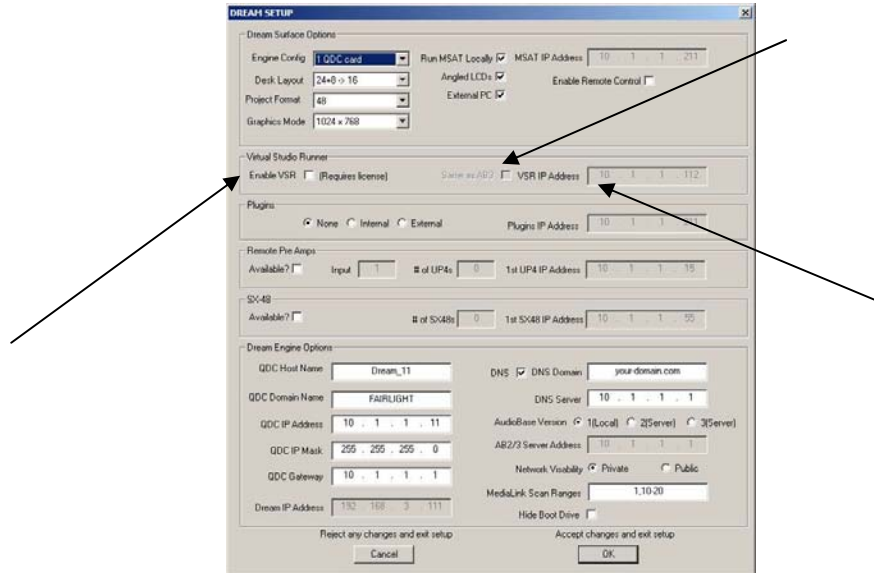 DREAM SETUP
Dream Surface Options
Engine Config 1 QDC card Run MSAT Locally MSAT IP Address 10 . 1 . 1 . 211
Desk Layout 24+8 -> 16 Angled LCDs Enable Remote Control
Project Format 48 External PC
Graphics Mode 1024 x 768
Virtual Studio Runner
Enable VSR (Requires license) Same as AB2 VSR IP Address 10 . 1 . 1 . 112
Plugins
None Internal External Plugins IP Address 10 . 1 . 3 . 211
Remote Pre Amps
Available? Input 1 # of UP4s 0 1st UP4 IP Address 10 . 1 . 1 . 15
SX-48
Available? # of SX48s 0 1st SX48 IP Address 10 . 1 . 1 . 55
Dream Engine Options
QDC Host Name Dream_11 DNS DNS Domain your-domain.com
QDC Domain Name FAIRLIGHT DNS Server 10 . 1 . 1 . 1
QDC IP Address 10 . 1 . 1 . 11 AudioBase Version 1(Local) 2(Server) 3(Server)
QDC IP Mask 255 . 255 . 255 . 0 AB2/3 Server Address 10 . 1 . 1 . 1
QDC Gateway 10 . 1 . 1 . 1 Network Visability Private Public
MediaLink Scan Ranges 1,10-20
Dream IP Address 192 . 168 . 3 . 111 Hide Boot Drive
Reject any changes and exit setup Accept changes and exit setup
Cancel OK